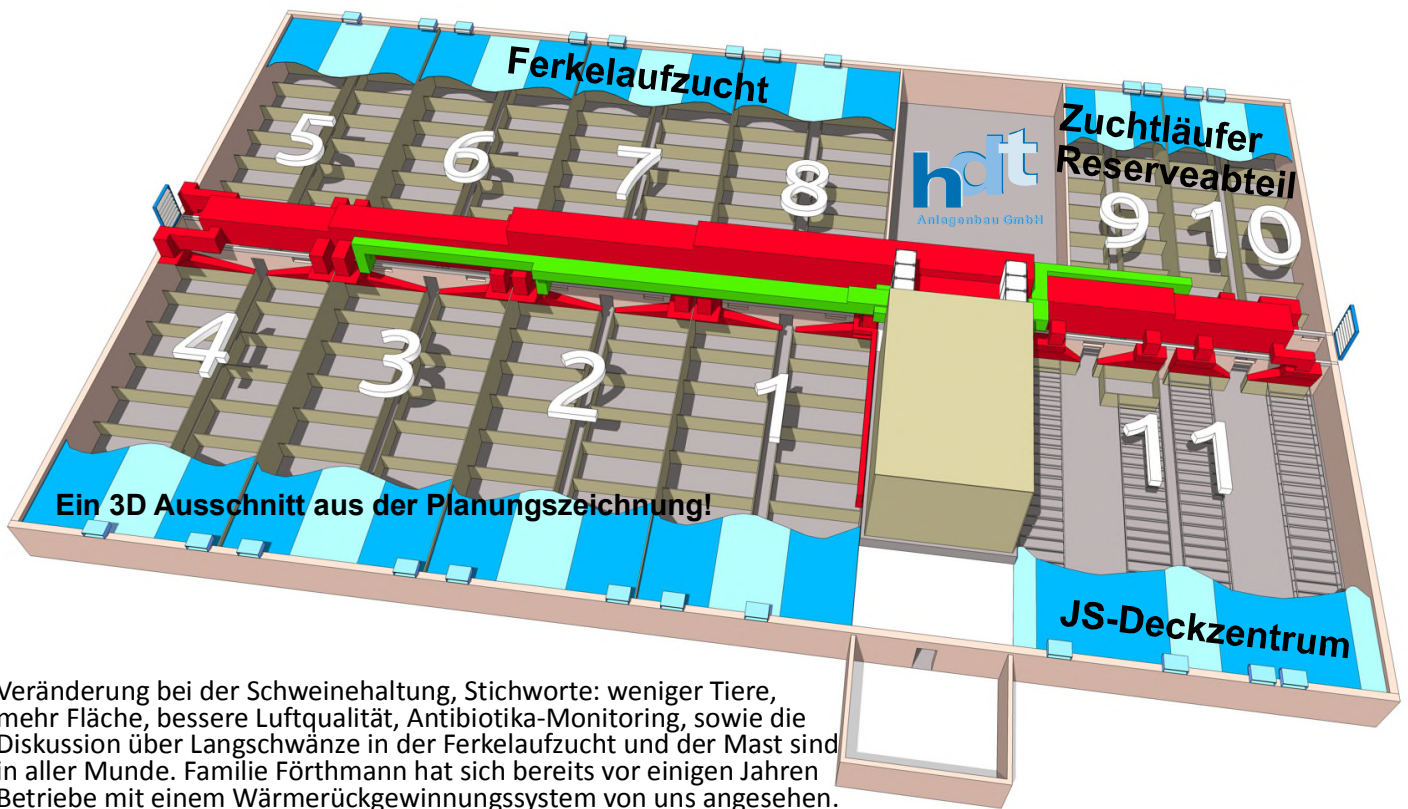 Ferkelaufzucht
Zuchtläufer
Reserveabteil
5
6
7
8
hdt
Anlagenbau GmbH
9
10
4
3
2
1
11
Ein 3D Ausschnitt aus der Planungszeichnung!
JS-Deckzentrum
Veränderung bei der Schweinehaltung, Stichworte: weniger Tiere,
mehr Fläche, bessere Luftqualität, Antibiotika-Monitoring, sowie die
Diskussion über Langschwänze in der Ferkelaufzucht und der Mast sind
in aller Munde. Familie Förthmann hat sich bereits vor einigen Jahren
Betriebe mit einem Wärmerückgewinnungssystem von uns angesehen.